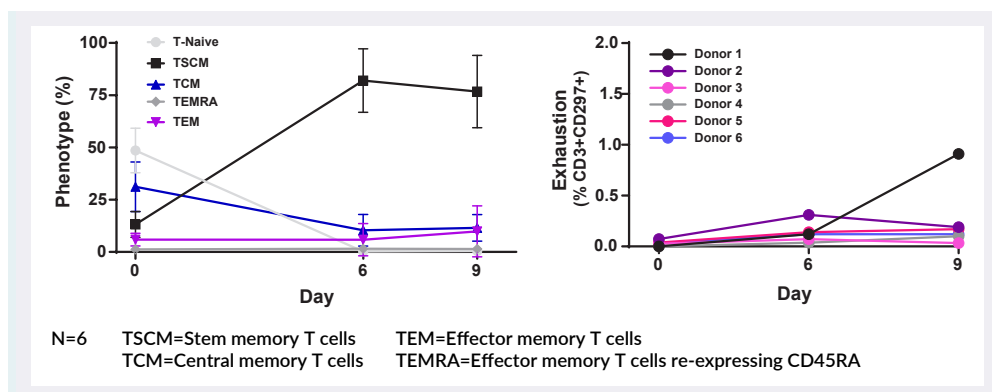 Phenotype (%)
100
75
50
25
0
0
6
9
Day
T-Naive
TSCM
TCM
TEMRA
TEM
Exhaustion
(% CD3+CD297+)
2.0
1.5
1.0
0.5
0.0
0
6
9
Day
Donor 1
Donor 2
Donor 3
Donor 4
Donor 5
Donor 6
N=6 TSCM=Stem memory T cells TEM=Effector memory T cells
TCM=Central memory T cells TEMRA=Effector memory T cells re-expressing CD45RA